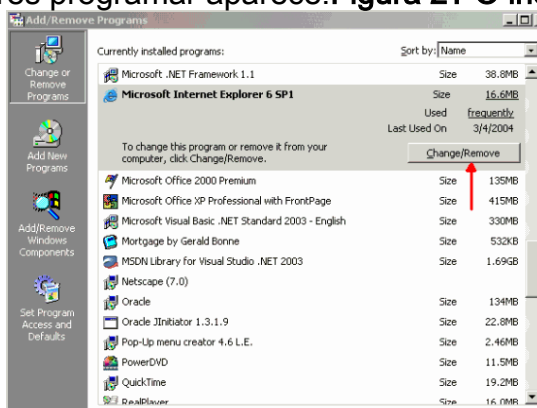 ros programar aparecs.Figura 21 O in
Add/Remove Programs
Change or
Remove
Programs
Add New
Programs
Add/Remove
Windows
Components
Set Program
Access and
Defaults
Currently installed programs:
Sort by: Name
Microsoft .NET Framework 1.1 Size 38.8MB
Microsoft Internet Explorer 6 SP1 Size 16.6MB
Used frequently
Last Used On 3/4/2004
To change this program or remove it from your
computer, click Change/Remove.
Change/Remove
Microsoft Office 2000 Premium Size 135MB
Microsoft Office XP Professional with FrontPage Size 415MB
Microsoft Visual Basic .NET Standard 2003 - English Size 330MB
Mortgage by Gerald Bonne Size 532KB
MSDN Library for Visual Studio .NET 2003 Size 1.69GB
Netscape (7.0)
Oracle Size 134MB
Oracle JInitiator 1.3.1.9 Size 22.8MB
Pop-Up menu creator 4.6 L.E. Size 2.46MB
PowerDVD Size 11.5MB
QuickTime Size 19.2MB
RealPlayer Size 16.0MB